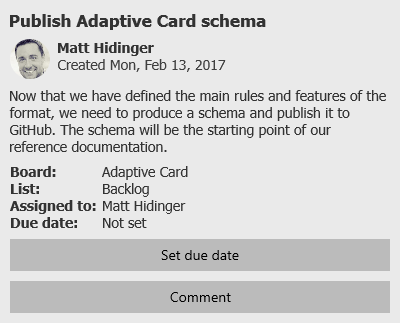 Publish Adaptive Card schema
Matt Hidinger
Created Mon, Feb 13, 2017
Now that we have defined the main rules and features of the
format, we need to produce a schema and publish it to
GitHub. The schema will be the starting point of our
reference documentation.
Board: Adaptive Card
List: Backlog
Assigned to: Matt Hidinger
Due date: Not set
Set due date
Comment